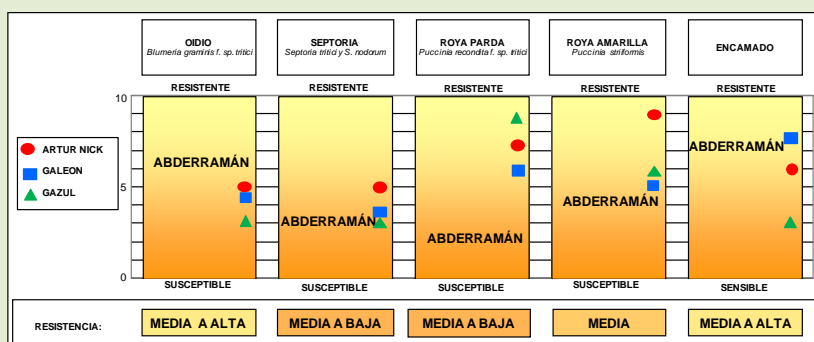 OIDIO
Blumeria graminis f. sp. tritici
SEPTORIA
Septoria tritici y S. nodorum
ROYA PARDA
Puccinia recondita f. sp. tritici
ROYA AMARILLA
Puccinia striiformis
ENCAMADO
RESISTENTE RESISTENTE RESISTENTE RESISTENTE RESISTENTE
10
5
0
ARTUR NICK
GALEON
GAZUL
ABDERRAMÁN
ABDERRAMÁN
ABDERRAMÁN
ABDERRAMÁN
ABDERRAMÁN
SUSCEPTIBLE SUSCEPTIBLE SUSCEPTIBLE SUSCEPTIBLE SENSIBLE
RESISTENCIA: MEDIA A ALTA MEDIA A BAJA MEDIA A BAJA MEDIA MEDIA A ALTA